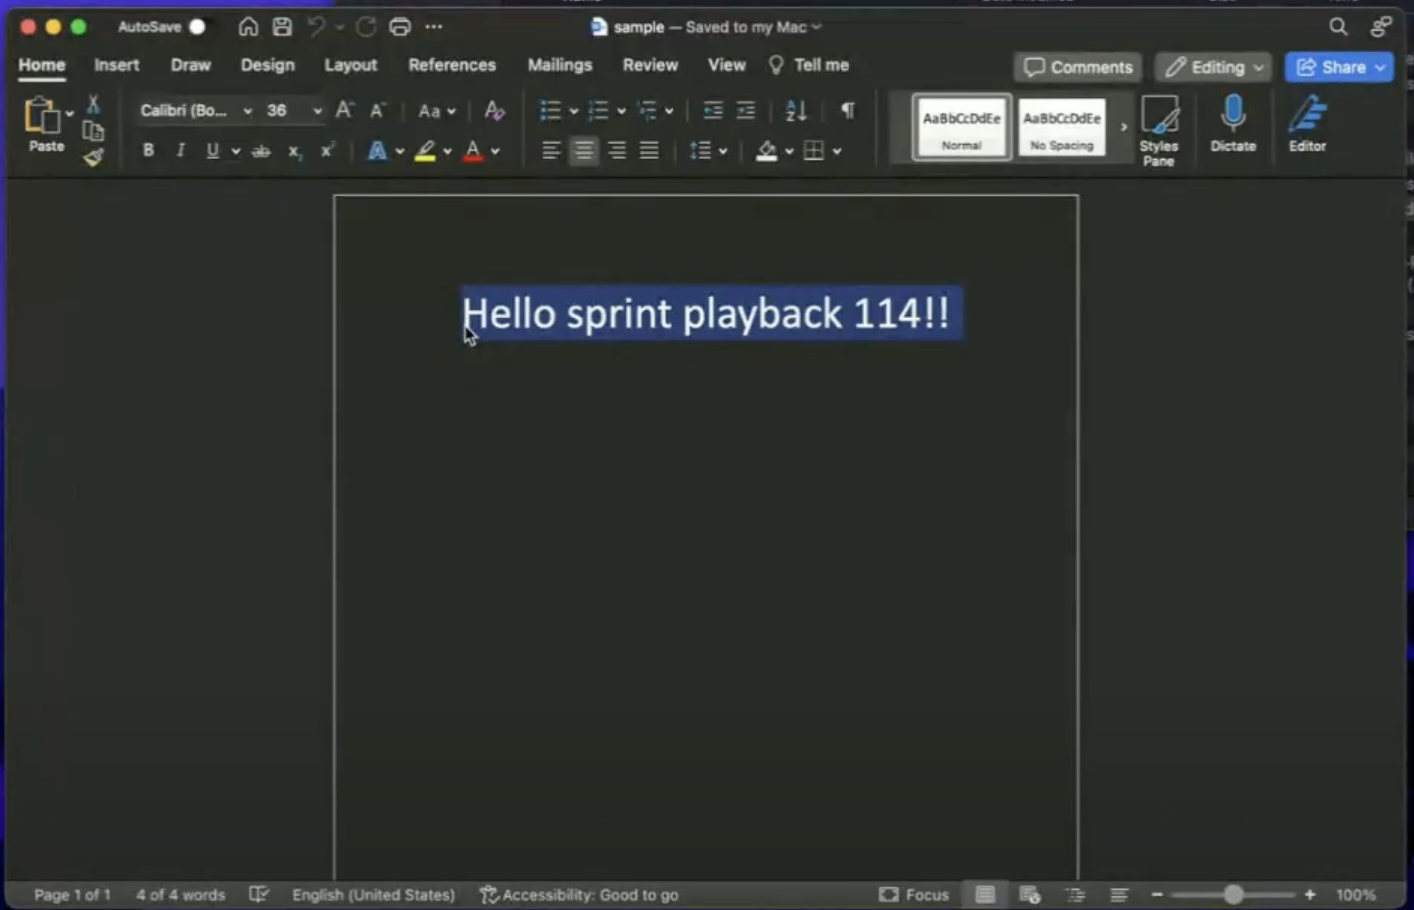 AutoSave
sample — Saved to my Mac
Home Insert Draw Design Layout References Mailings Review View Tell me
Comments Editing Share
Calibri (Bo... 36
Aa
Paste
B I U ab x x A A
AaBbCcDdEe
Normal
AaBbCcDdEe
No Spacing
Styles
Pane
Dictate
Editor
Hello sprint playback 114!!
Page 1 of 1 4 of 4 words English (United States) Accessibility: Good to go Focus 100%